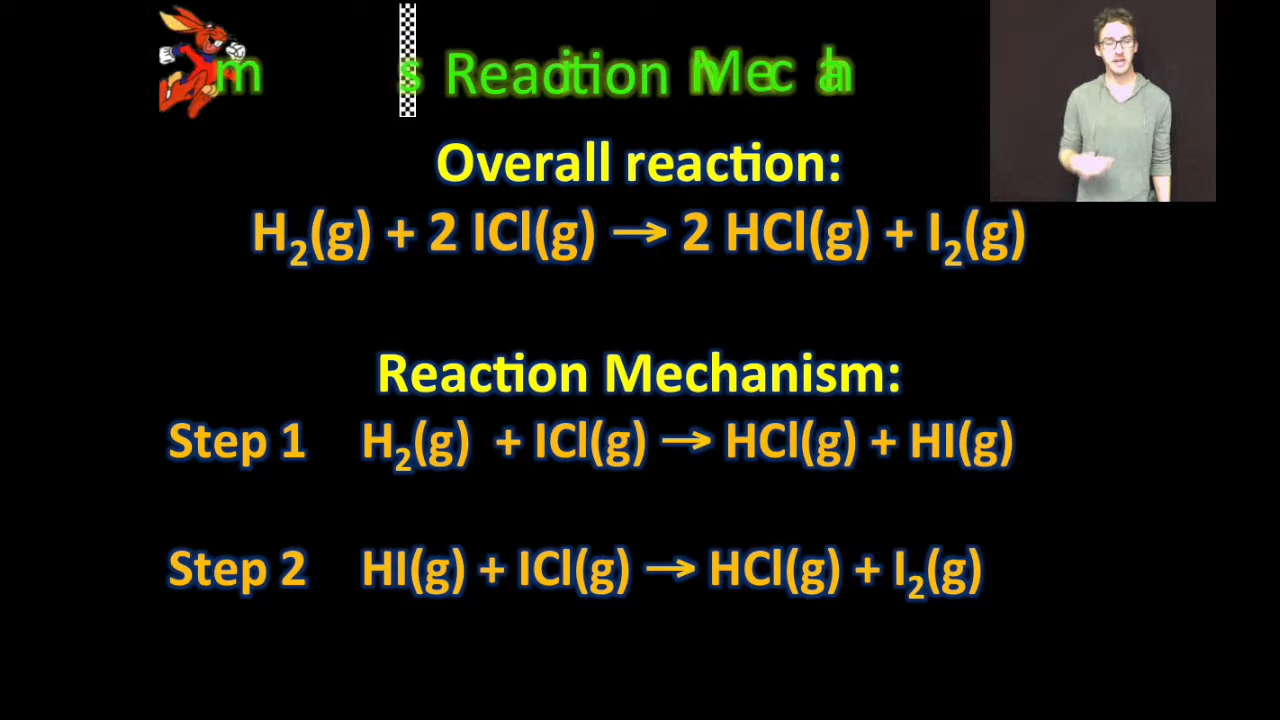 Reaction
Overall reaction:
H₂(g) + 2 ICl(g) → 2 HCl(g) + I₂(g)
Reaction Mechanism:
Step 1 H₂(g) + ICl(g) → HCl(g) + HI(g)
Step 2 HI(g) + ICl(g) → HCl(g) + I₂(g)